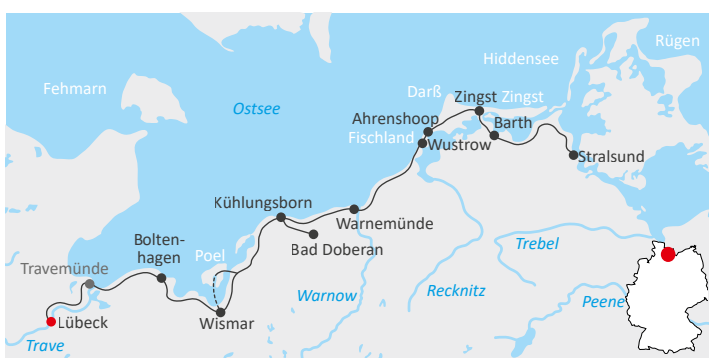 Rügen
Hiddensee
Fehmarn
Darß
Zingst
Zingst
Ostsee
Ahrenshoop
Barth
Fischland
Wustrow
Stralsund
Kühlungsborn
Warnemünde
Bolten-
hagen
Bad Doberan
Trebel
Poel
Travemünde
Recknitz
Warnow
Peene
Lübeck
Wismar
Trave